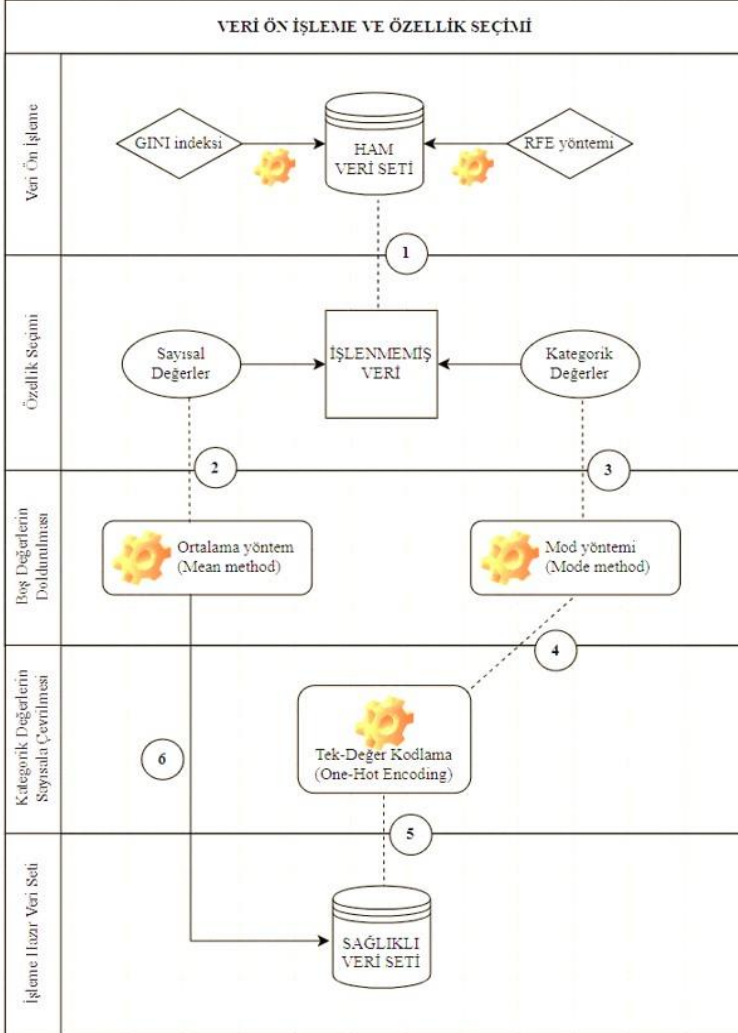 VERİ ÖN İŞLEME VE ÖZELLİK SEÇİMİ
Veri Ön İşleme
GINI indeksi
HAM
VERİ SETİ
RFE yöntemi
1
Özellik Seçimi
Sayısal
Değerler
İŞLENMEMİŞ
VERİ
Kategorik
Değerler
2
3
Boş Değerlerin
Doldurulması
Ortalama yöntem
(Mean method)
Mod yöntemi
(Mode method)
4
Kategorik Değerlerin
Sayısala Çevrilmesi
Tek-Değer Kodlama
(One-Hot Encoding)
6
5
İşleme Hazır Veri Seti
SAĞLIKLI
VERİ SETİ